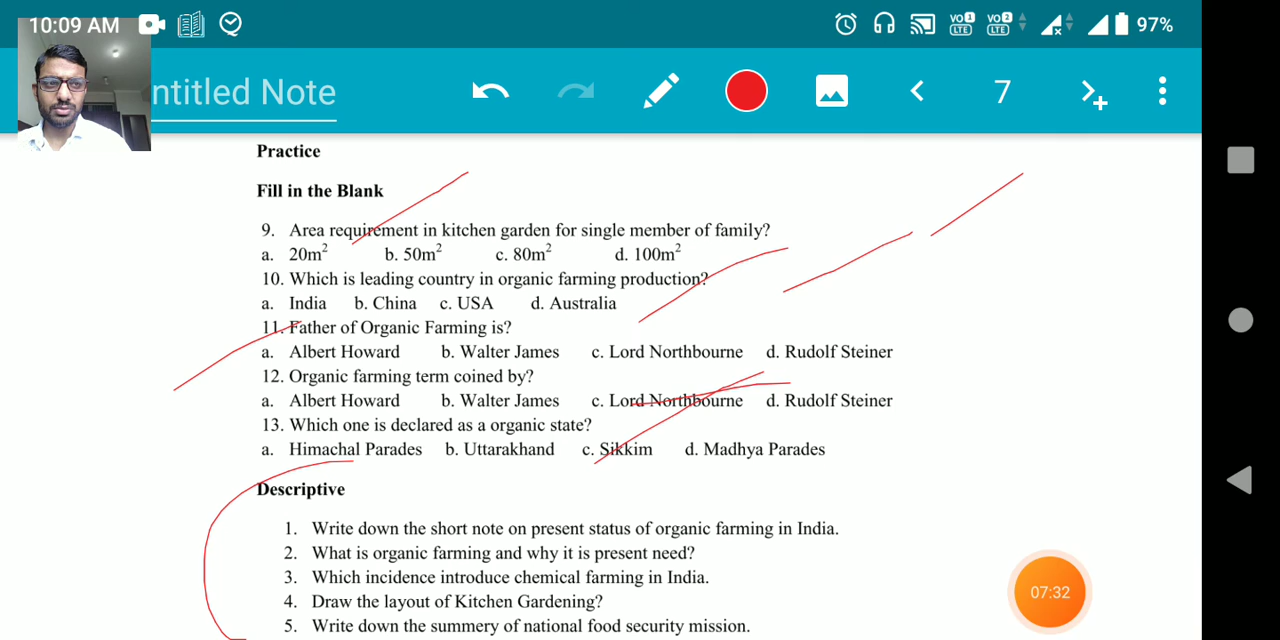 10:09 AM
VO 1 LTE VO 2 LTE 97%
ntitled Note
7
Practice
Fill in the Blank
9. Area requirement in kitchen garden for single member of family?
a. 20m² b. 50m² c. 80m² d. 100m²
10. Which is leading country in organic farming production?
a. India b. China c. USA d. Australia
11. Father of Organic Farming is?
a. Albert Howard b. Walter James c. Lord Northbourne d. Rudolf Steiner
12. Organic farming term coined by?
a. Albert Howard b. Walter James c. Lord Northbourne d. Rudolf Steiner
13. Which one is declared as a organic state?
a. Himachal Parades b. Uttarakhand c. Sikkim d. Madhya Parades
Descriptive
1. Write down the short note on present status of organic farming in India.
2. What is organic farming and why it is present need?
3. Which incidence introduce chemical farming in India.
4. Draw the layout of Kitchen Gardening?
5. Write down the summery of national food security mission.
07:32